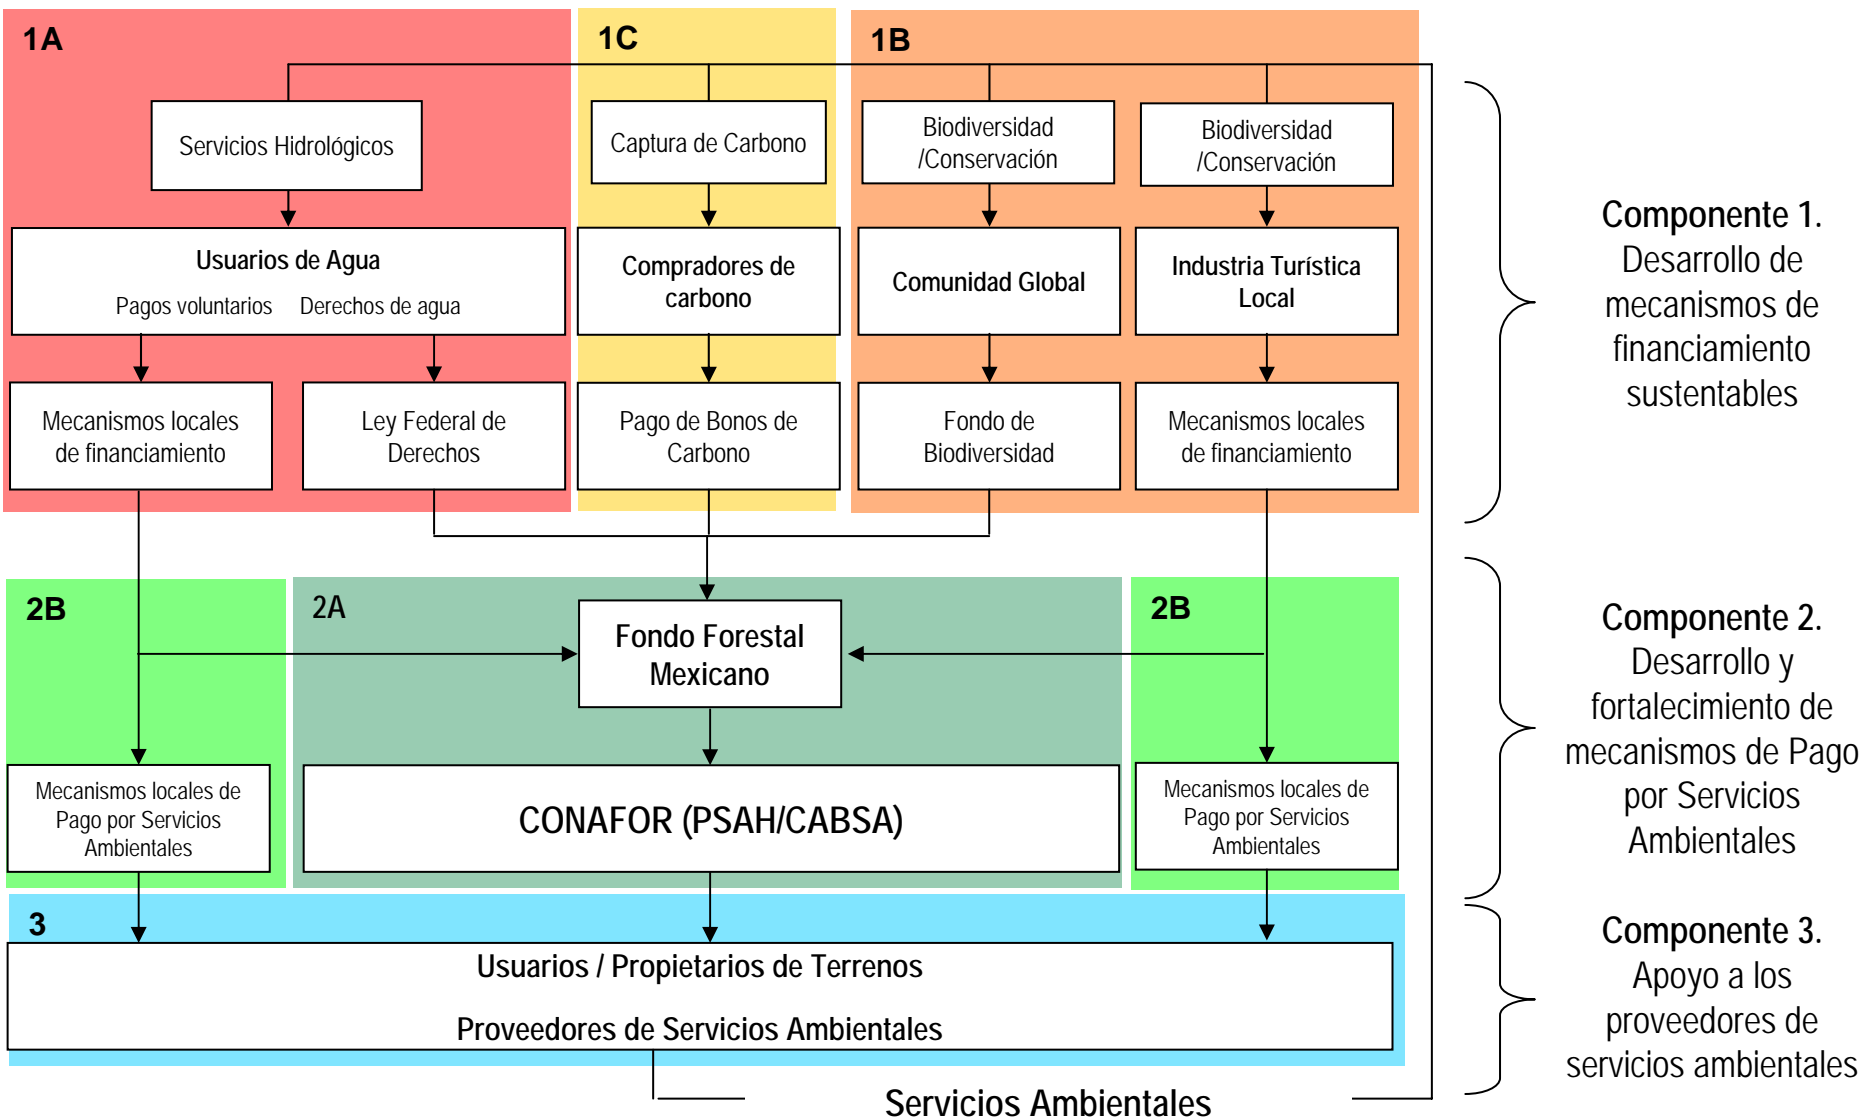 1A
1C
1B
Servicios Hidrológicos
Captura de Carbono
Biodiversidad
/Conservación
Biodiversidad
/Conservación
Usuarios de Agua
Pagos voluntarios Derechos de agua
Compradores de
carbono
Comunidad Global
Industria Turística
Local
Mecanismos locales
de financiamiento
Ley Federal de
Derechos
Pago de Bonos de
Carbono
Fondo de
Biodiversidad
Mecanismos locales
de financiamiento
Componente 1.
Desarrollo de
mecanismos de
financiamiento
sustentables
2B
2A
2B
Fondo Forestal
Mexicano
Mecanismos locales de
Pago por Servicios
Ambientales
CONAFOR (PSAH/CABSA)
Mecanismos locales de
Pago por Servicios
Ambientales
Componente 2.
Desarrollo y
fortalecimiento de
mecanismos de Pago
por Servicios
Ambientales
3
Usuarios / Propietarios de Terrenos
Proveedores de Servicios Ambientales
Componente 3.
Apoyo a los
proveedores de
servicios ambientales
Servicios Ambientales